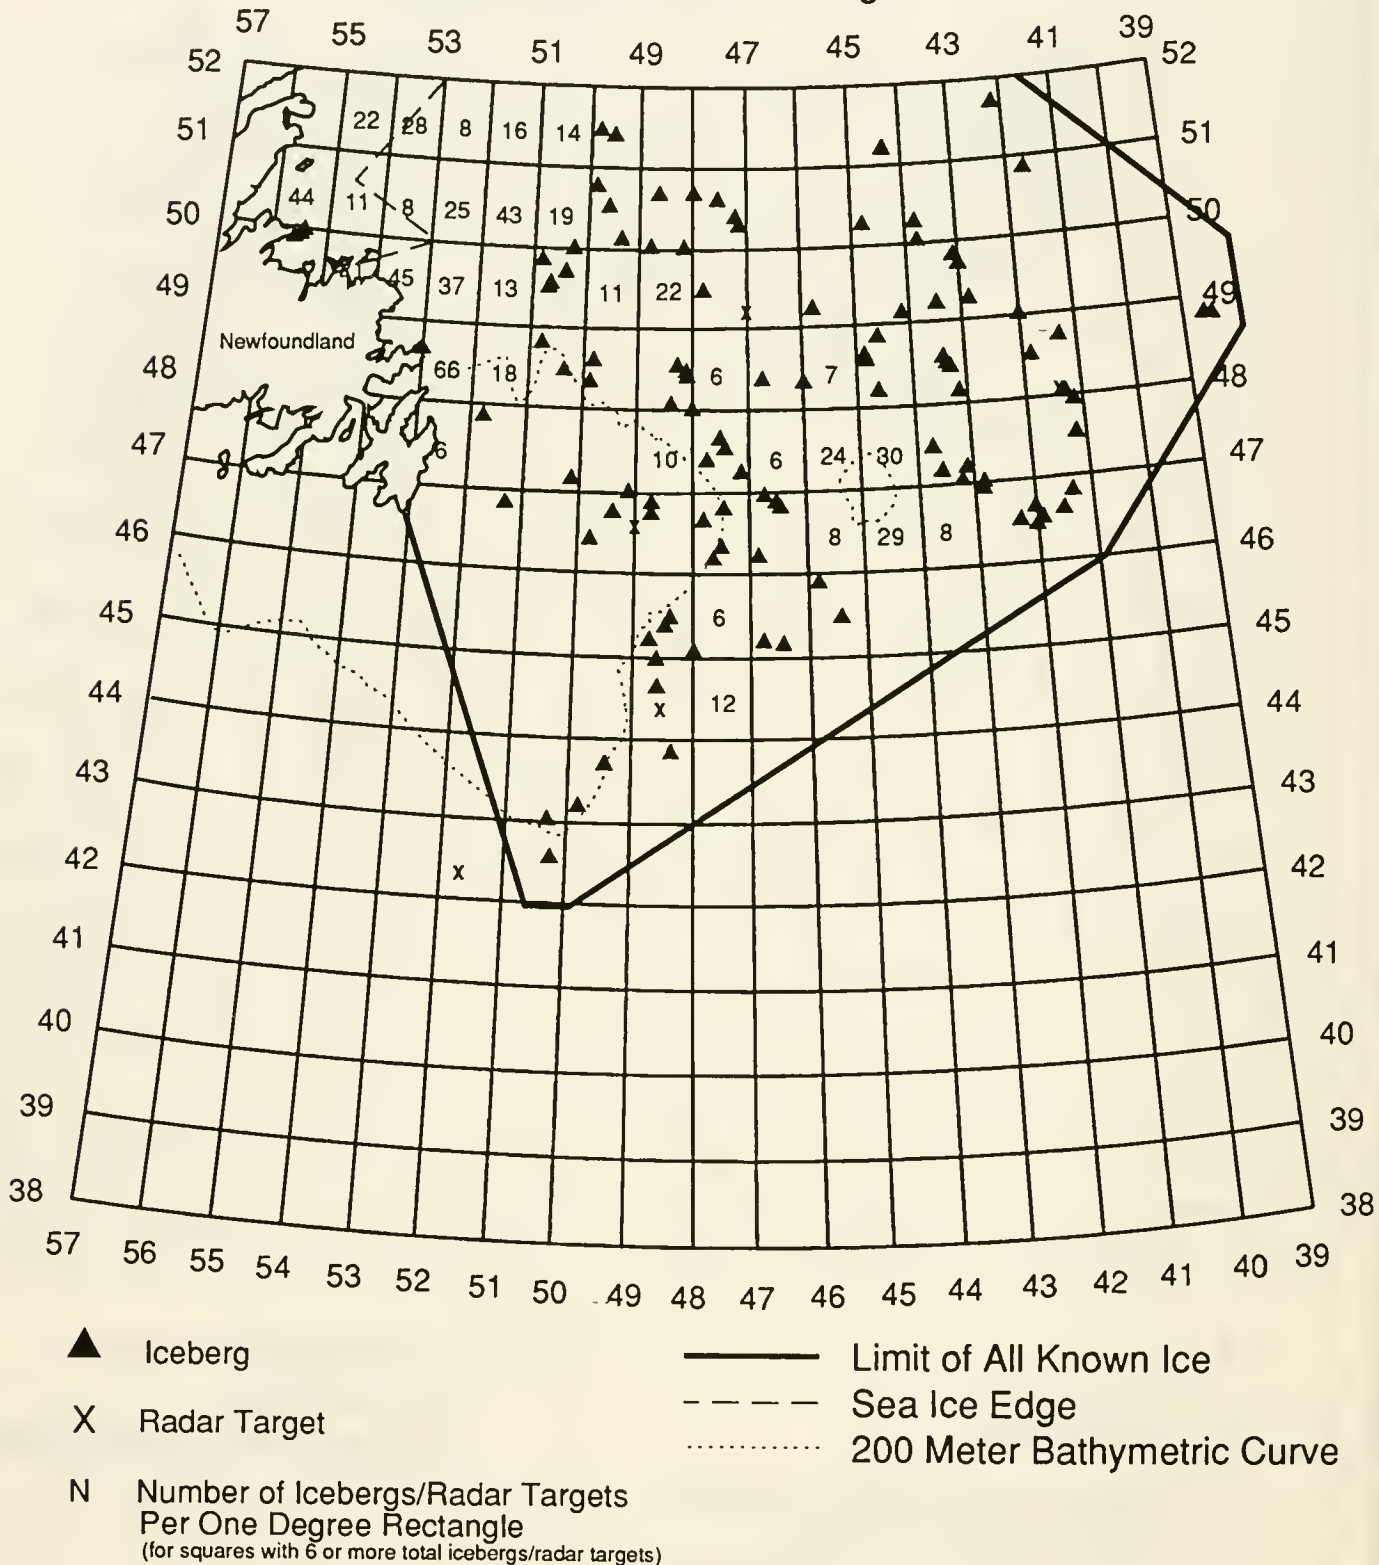 57 55 53 51 49 47 45 43 41 39
52 52
22 28 8 16 14
51 51
44 11 8 25 43 19
50 50
45 37 13 11 22
49 49
Newfoundland
66 18 6 7
48 48
6 10 6 24 30
47 47
8 29 8
46 46
6
45 45
12
44 44
X
43 43
X
42 42
41 41
40 40
39 39
38 38
57 56 55 54 53 52 51 50 49 48 47 46 45 44 43 42 41 40 39
Iceberg
X Radar Target
N Number of Icebergs/Radar Targets
Per One Degree Rectangle
(for squares with 6 or more total icebergs/radar targets)
Limit of All Known Ice
Sea Ice Edge
200 Meter Bathymetric Curve